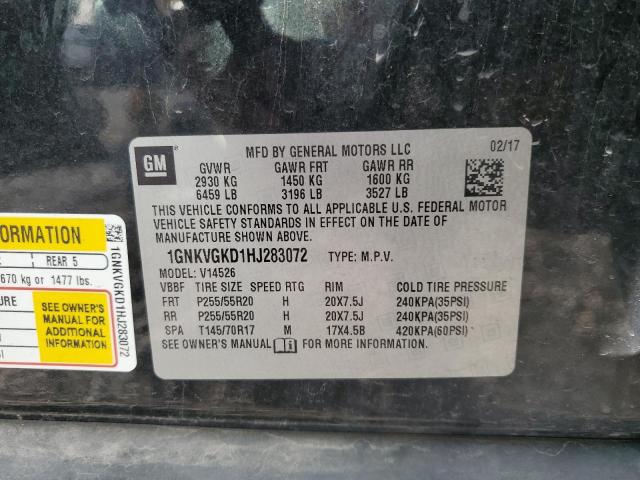 GM
MFD BY GENERAL MOTORS LLC 02/17
GVWR GAWR FRT GAWR RR
2930 KG 1450 KG 1600 KG
6459 LB 3196 LB 3527 LB
THIS VEHICLE CONFORMS TO ALL APPLICABLE U.S. FEDERAL MOTOR
VEHICLE SAFETY STANDARDS IN EFFECT ON THE DATE OF
MANUFACTURE SHOWN ABOVE.
1GNKVGKD1HJ283072 TYPE: M.P.V.
MODEL: V14526
VBBF TIRE SIZE SPEED RTG RIM COLD TIRE PRESSURE
FRT P255/55R20 H 20X7.5J 240KPA(35PSI)
RR P255/55R20 H 20X7.5J 240KPA(35PSI)
SPA T145/70R17 M 17X4.5B 420KPA(60PSI)
SEE OWNER'S MANUAL FOR MORE INFORMATION.
FORMATION
REAR 5
670 kg or 1477 lbs.
SEE OWNER'S
MANUAL FOR
ADDITIONAL
INFORMATION
1GNKVGKD1HJ283072